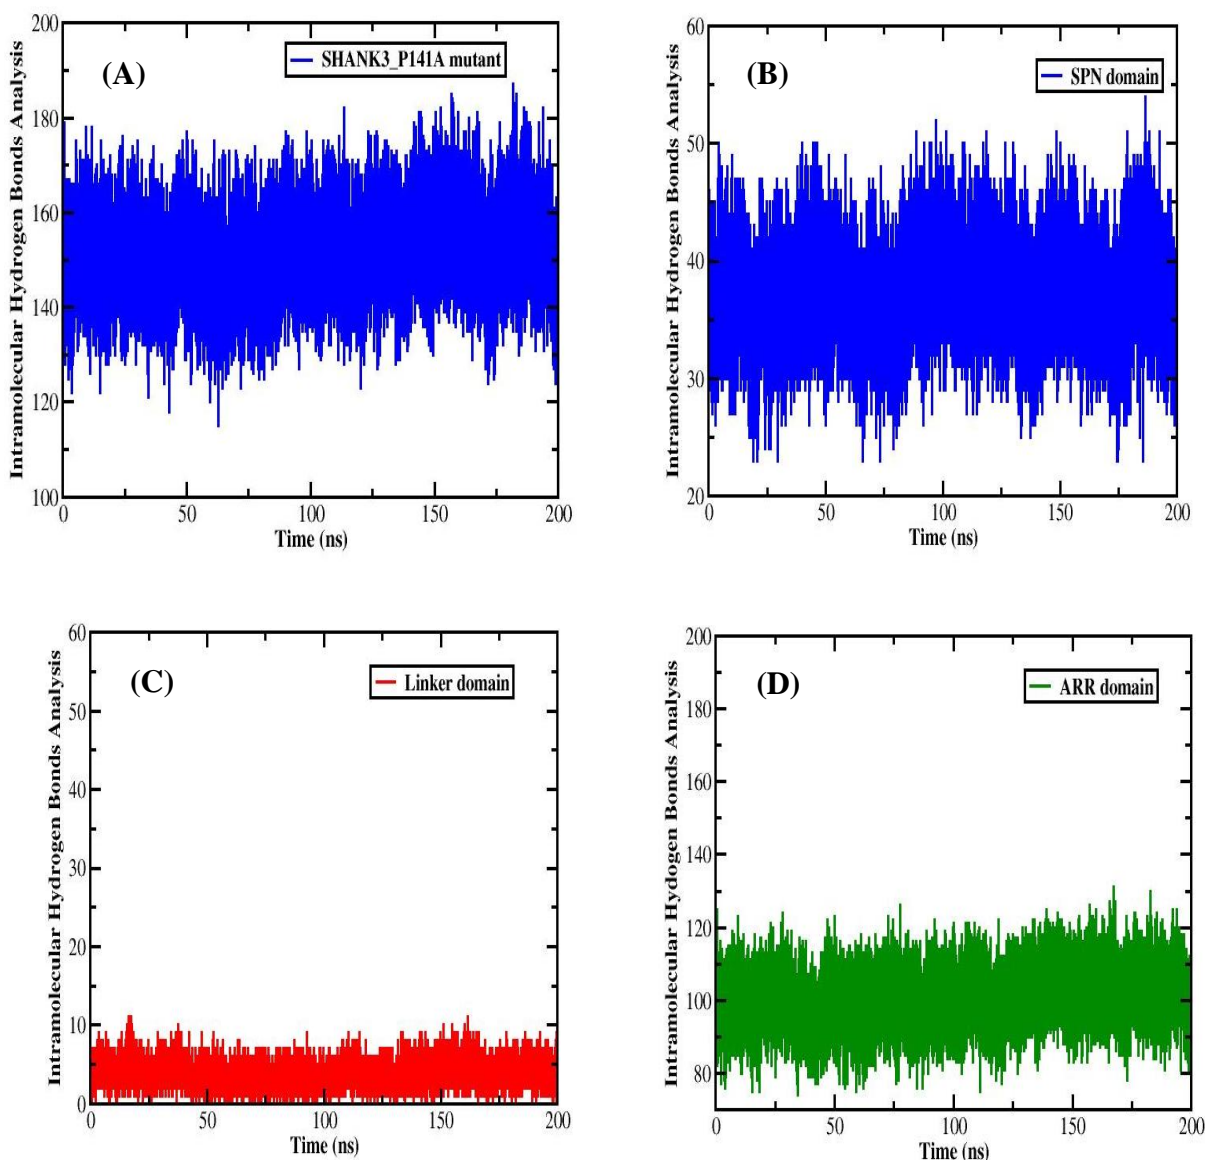 200
180
160
140
120
100
Intramolecular Hydrogen Bonds Analysis
(A)
SHANK3_P141A mutant
0
50
100
150
200
Time (ns)
60
50
40
30
20
Intramolecular Hydrogen Bonds Analysis
(B)
SPN domain
0
50
100
150
200
Time (ns)
60
50
40
30
20
10
0
Intramolecular Hydrogen Bonds Analysis
(C)
Linker domain
0
50
100
150
200
Time (ns)
200
180
160
140
120
100
80
Intramolecular Hydogen Bonds Analysis
(D)
ARR domain
0
50
100
150
200
Time (ns)